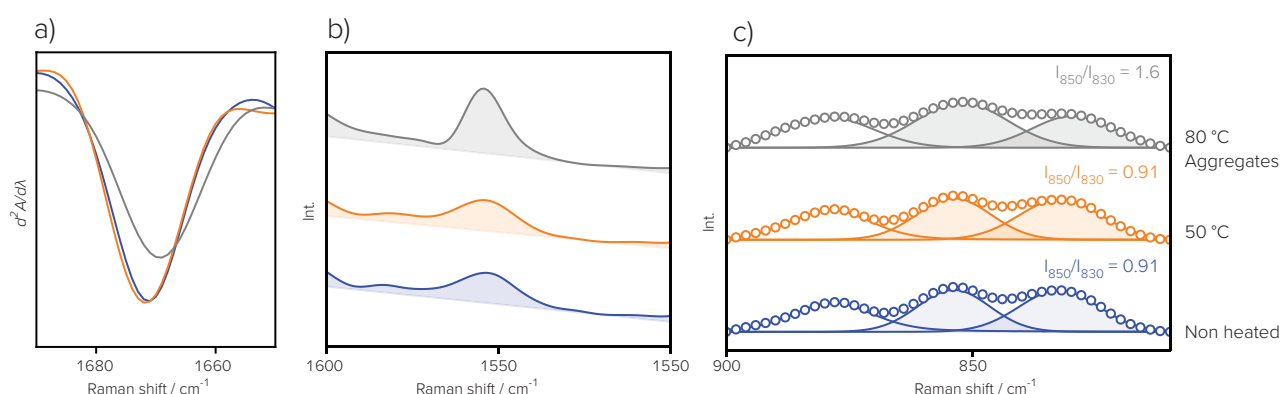 a)
b)
c)
d²A/dλ
1680
1660
Raman shift / cm⁻¹
Int.
1600
1550
1550
Raman shift / cm⁻¹
Int.
I₈₅₀/I₈₃₀ = 1.6
80 °C
Aggregates
I₈₅₀/I₈₃₀ = 0.91
50 °C
I₈₅₀/I₈₃₀ = 0.91
Non heated
900
850
Raman shift / cm⁻¹